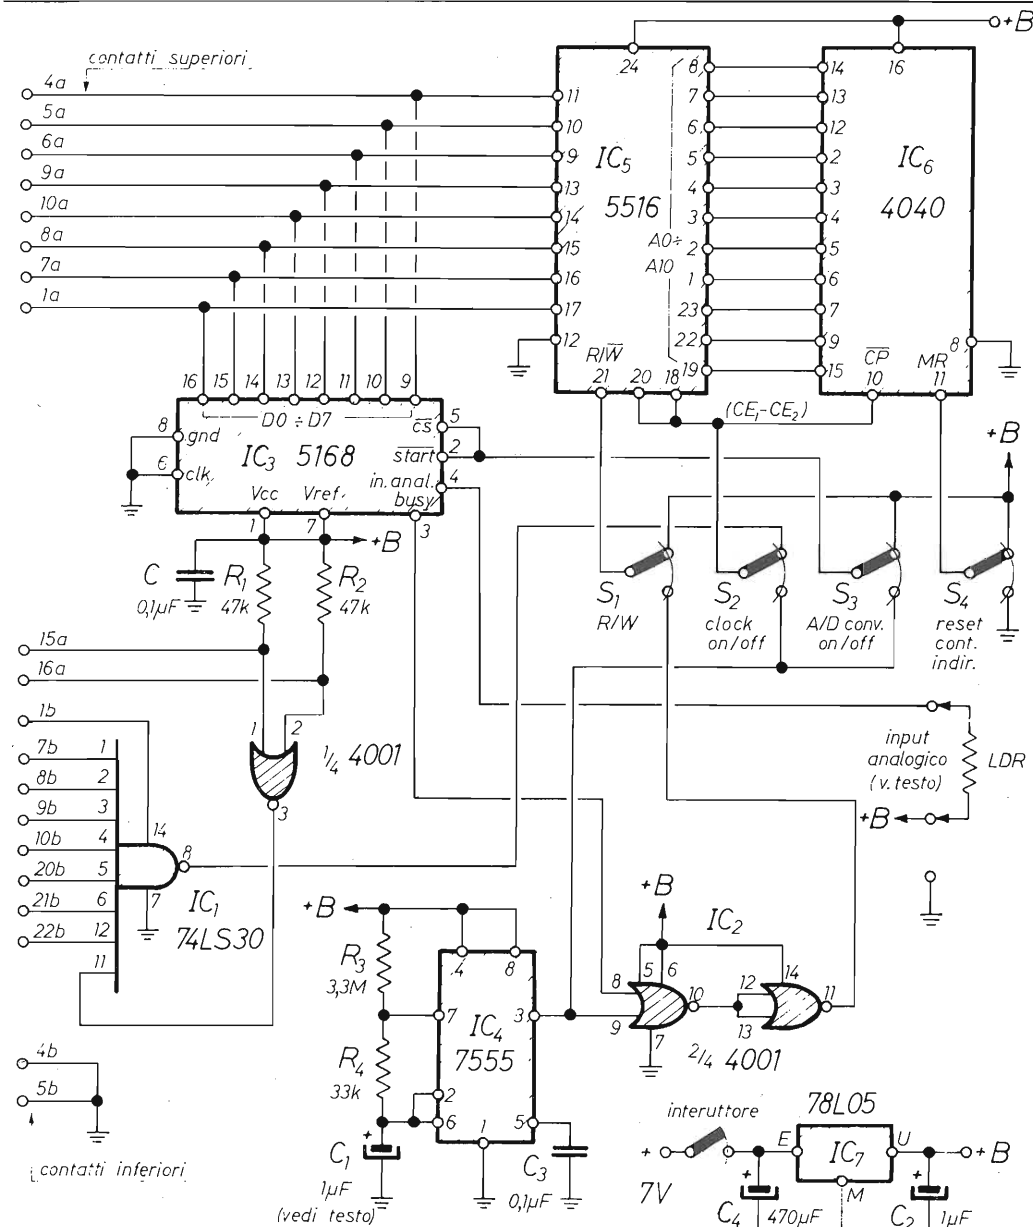 +B
contatti superiori
4a
5a
6a
9a
10a
8a
7a
1a
24
11
10
9
13
14
15
16
17
12
IC5
5516
8
7
6
5
4
3
2
1
23
22
19
A0÷
A10
R/W̅
21
20
18
16
14
13
12
2
3
4
5
6
7
9
15
IC6
4040
C̅P̅
10
MR
11
8
(CE1-CE2)
16
15
14
13
12
11
10
9
D0÷D7
8
gnd
6
clk
IC3 5168
c̅s̅
5
s̅t̅a̅r̅t̅
2
in.anal.
4
busy
3
Vcc
Vref
1
7
+B
+B
C
0,1µF
R1
47k
R2
47k
S1
R/W
S2
clock
on/off
S3
A/D conv.
on/off
S4
reset
cont.
indir.
15a
16a
1b
7b
8b
9b
10b
20b
21b
22b
1
2
3
4
5
6
12
11
14
8
7
IC1
74LS30
1
2
3
1/4 4001
input
analogico
(v. testo)
LDR
+B
+B
R3
3,3M
R4
33k
4
8
7
3
2
6
5
1
IC4
7555
+B
IC2
8
9
5
6
10
7
12
13
14
11
2/4 4001
4b
5b
contatti inferiori
+
C1
1µF
(vedi testo)
C3
0,1µF
interuttore
+
7V
78L05
E
IC7
U
M
+B
+
C4
470µF
+
C2
1µF